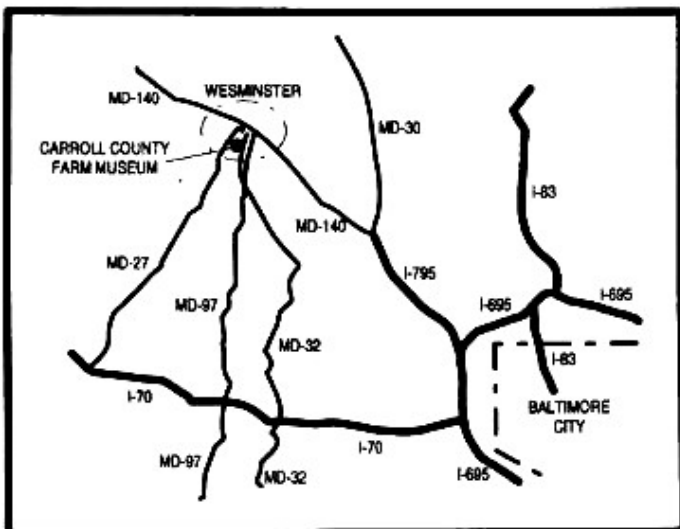 WESMINSTER
MD-140
MD-30
CARROLL COUNTY
FARM MUSEUM
I-83
MD-140
MD-27
I-795
MD-97
I-695
I-695
MD-32
I-83
I-70
BALTIMORE
CITY
I-70
MD-97
MD-32
I-695